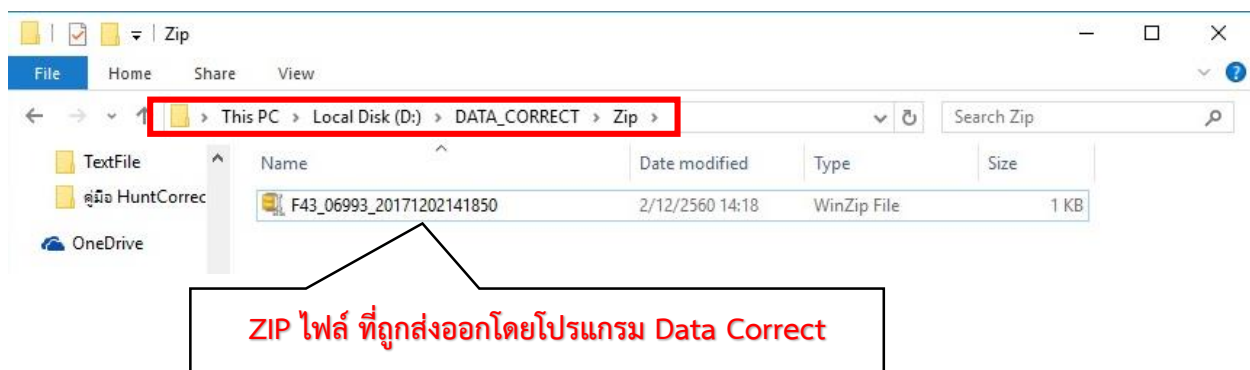 Zip
File Home Share View
This PC > Local Disk (D:) > DATA_CORRECT > Zip >
Search Zip
TextFile
Name Date modified Type Size
คู่มือ HuntCorrec
F43_06993_20171202141850 2/12/2560 14:18 WinZip File 1 KB
OneDrive
ZIP ไฟล์ ที่ถูกส่งออกโดยโปรแกรม Data Correct